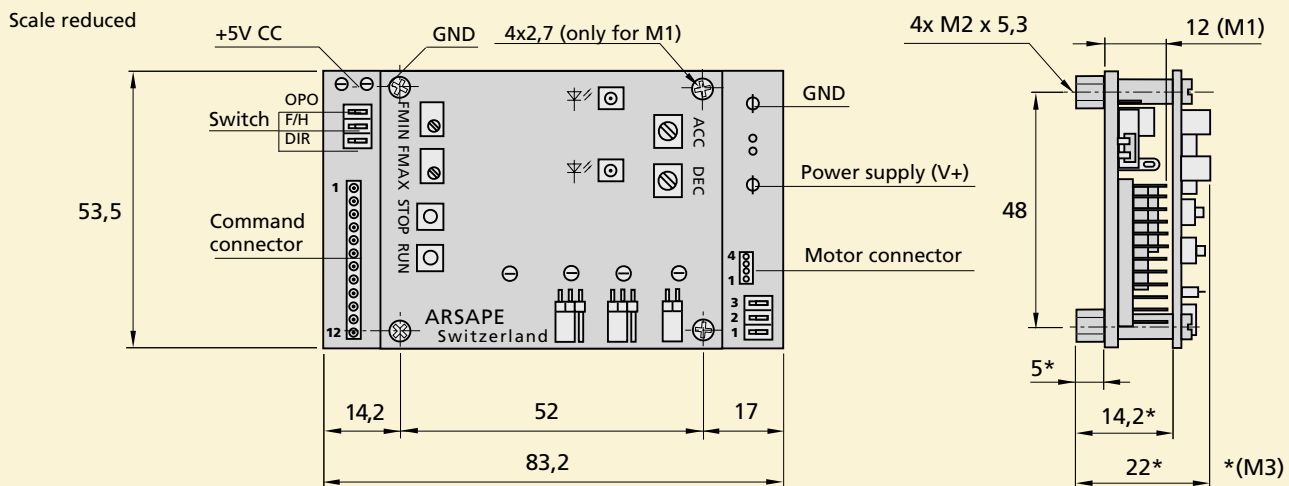 Scale reduced
+5V CC
GND
4x2,7 (only for M1)
4x M2 x 5,3
12 (M1)
OPO
Switch
F/H
DIR
FMIN
FMAX
STOP
RUN
ACC
DEC
GND
Power supply (V+)
1
Command
connector
12
53,5
48
4
Motor connector
1
3
2
1
ARSAPE
Switzerland
5*
14,2
52
17
14,2*
83,2
22*
*(M3)